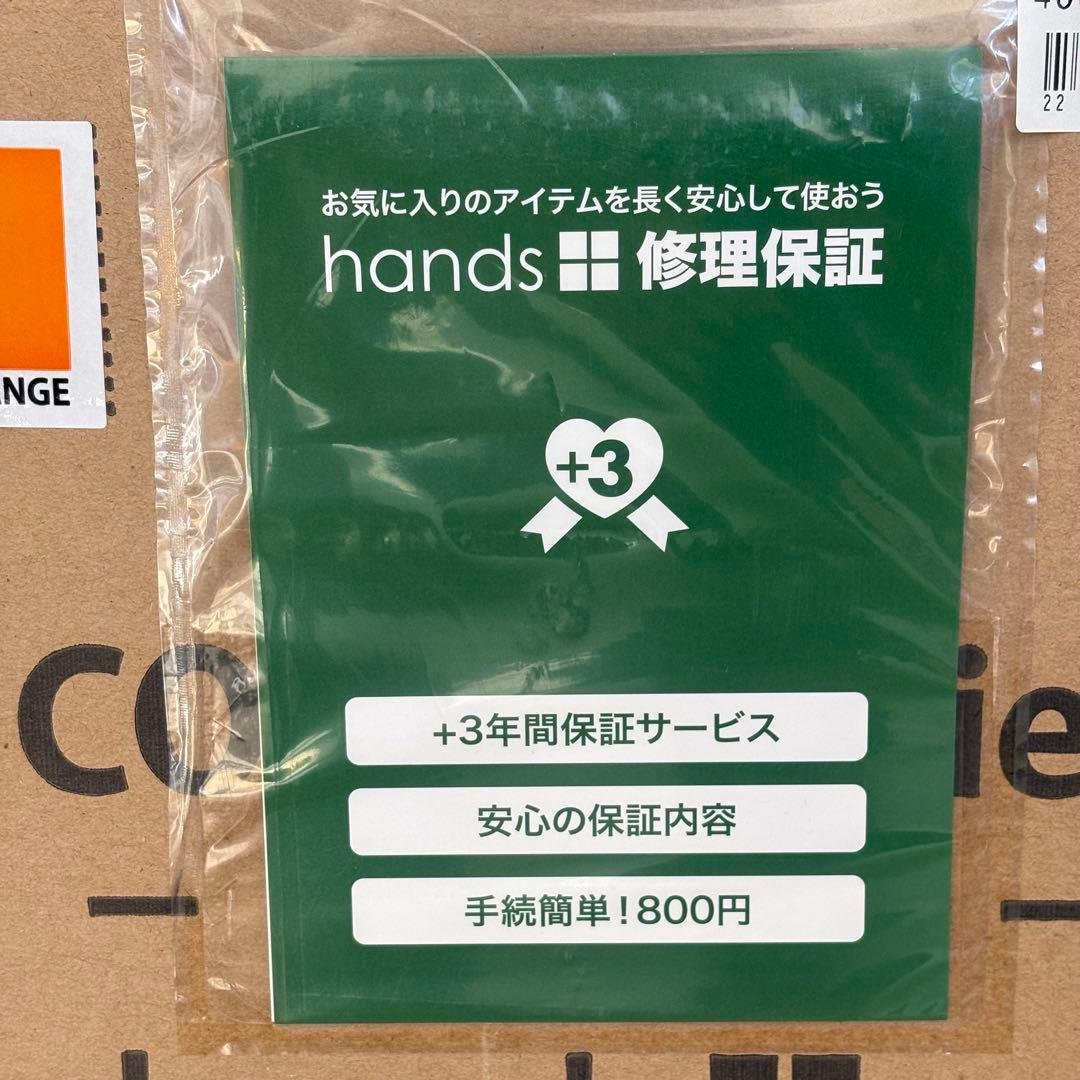 22
お気に入りのアイテムを長く安心して使おう
hands 修理保証
+3
+3年間保証サービス
安心の保証内容
手続簡単!800円